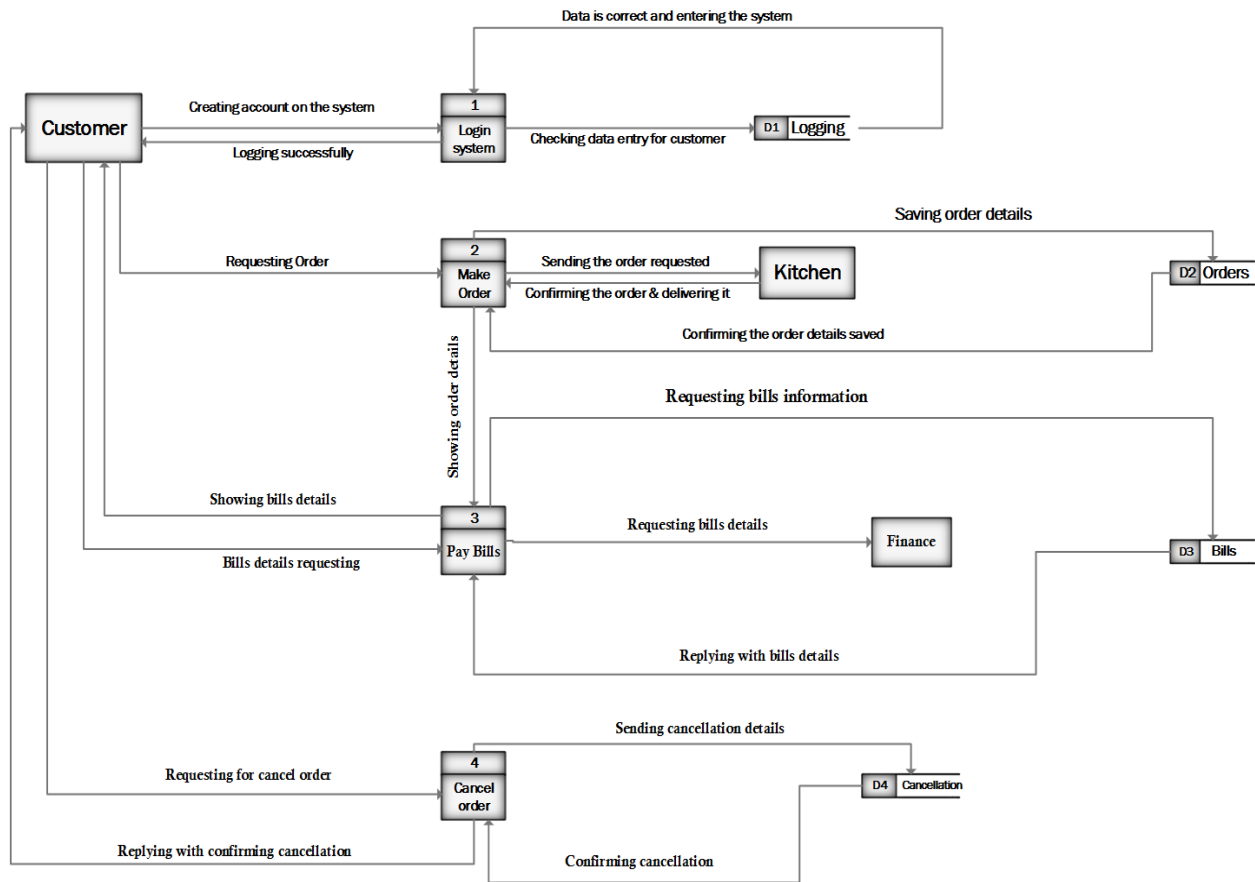 Data is correct and entering the system
Customer
Creating account on the system
Logging successfully
1
Login
system
Checking data entry for customer
D1 Logging
Saving order details
Requesting Order
2
Make
Order
Sending the order requested
Confirming the order & delivering it
Kitchen
D2 Orders
Confirming the order details saved
Showing order details
Requesting bills information
Showing bills details
Bills details requesting
3
Pay Bills
Requesting bills details
Finance
D3 Bills
Replying with bills details
Sending cancellation details
Requesting for cancel order
4
Cancel
order
D4 Cancellation
Replying with confirming cancellation
Confirming cancellation